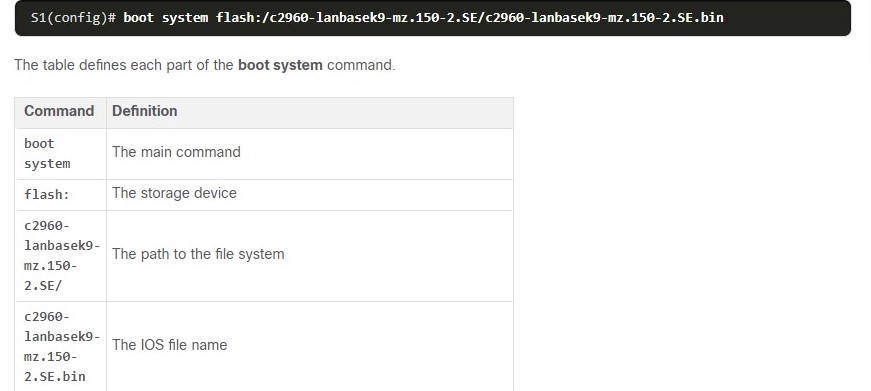 S1(config)# boot system flash:/c2960-lanbasek9-mz.150-2.SE/c2960-lanbasek9-mz.150-2.SE.bin
The table defines each part of the boot system command.
Command Definition
boot
system
The main command
flash: The storage device
c2960-
lanbasek9-
mz.150-
2.SE/
The path to the file system
c2960-
lanbasek9-
mz.150-
2.SE.bin
The IOS file name